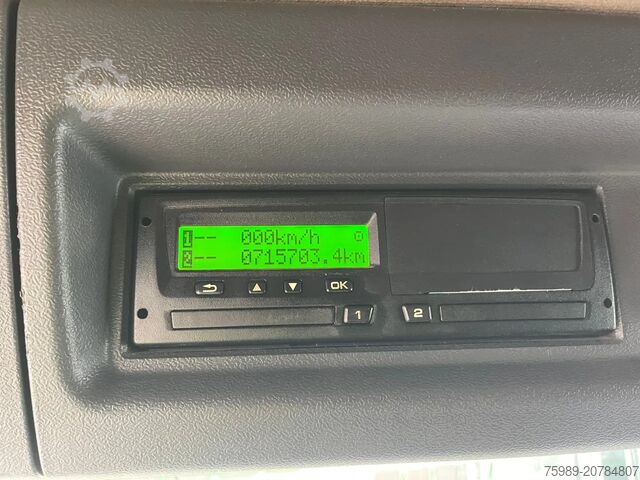 1-- 000km/h
2-- 0715703.4km
OK
1 2
75989-20784807